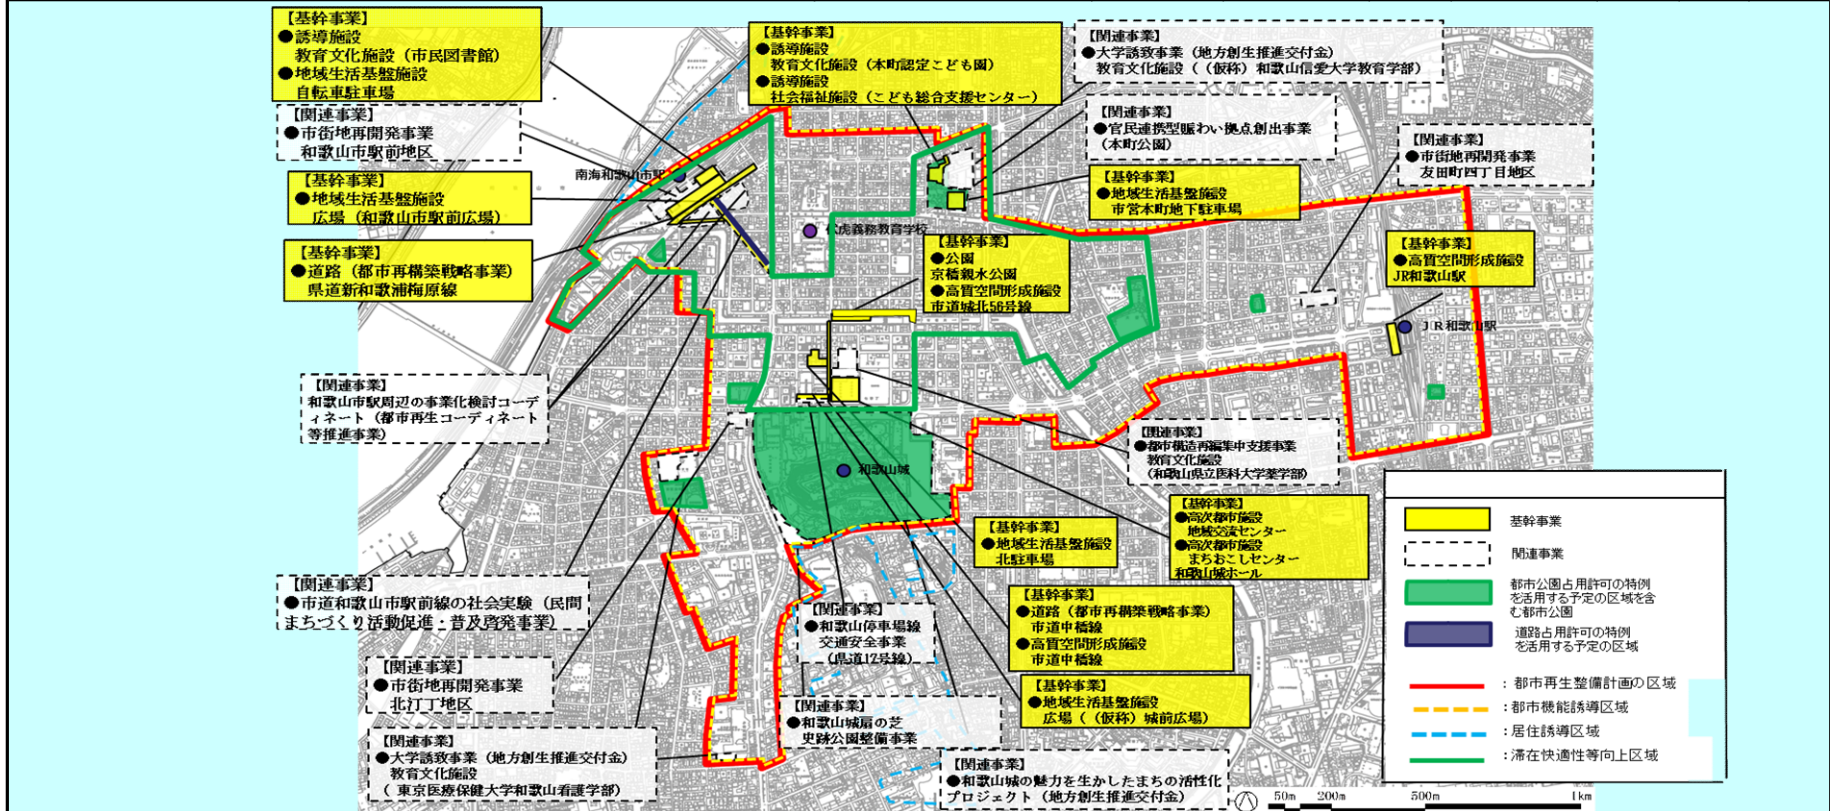 【基幹事業】
●誘導施設
教育文化施設（市民図書館）
●地域生活基盤施設
自転車駐車場
【関連事業】
●市街地再開発事業
和歌山市駅前地区
【基幹事業】
●地域生活基盤施設
広場（和歌山市駅前広場）
【基幹事業】
●道路（都市再構築戦略事業）
県道新和歌浦梅原線
【関連事業】
和歌山市駅周辺の事業化検討コーデ
ィネート（都市再生コーディネート
等推進事業）
【関連事業】
●市道和歌山市駅前線の社会実験（民間
まちづくり活動促進・普及啓発事業）
【関連事業】
●市街地再開発事業
北汀丁地区
【関連事業】
●大学誘致事業（地方創生推進交付金）
教育文化施設
（ 東京医療保健大学和歌山看護学部）
【基幹事業】
●誘導施設
教育文化施設（本町認定こども園）
●誘導施設
社会福祉施設（こども総合支援センター）
【関連事業】
●大学誘致事業（地方創生推進交付金）
教育文化施設（（仮称）和歌山信愛大学教育学部）
【関連事業】
●官民連携型賑わい拠点創出事業
（本町公園）
【基幹事業】
●地域生活基盤施設
市営本町地下駐車場
【関連事業】
●市街地再開発事業
友田町四丁目地区
【基幹事業】
●高質空間形成施設
JR和歌山駅
【基幹事業】
●公園
京橋親水公園
●高質空間形成施設
市道城北56号線
南海和歌山市駅
伏虎義務教育学校
JR和歌山駅
和歌山城
【関連事業】
●都市構造再編集中支援事業
教育文化施設
（和歌山県立医科大学薬学部）
【基幹事業】
●高次都市施設
地域交流センター
●高次都市施設
まちおこしセンター
和歌山城ホール
【基幹事業】
●地域生活基盤施設
北駐車場
【基幹事業】
●道路（都市再構築戦略事業）
市道中橋線
●高質空間形成施設
市道中橋線
【関連事業】
●和歌山停車場線
交通安全事業
（県道17号線）
【基幹事業】
●地域生活基盤施設
広場（（仮称）城前広場）
【関連事業】
●和歌山城扇の芝
史跡公園整備事業
【関連事業】
●和歌山城の魅力を生かしたまちの活性化
プロジェクト（地方創生推進交付金）
基幹事業
関連事業
都市公園占用許可の特例
を活用する予定の区域を含
む都市公園
道路占用許可の特例
を活用する予定の区域
：都市再生整備計画の区域
：都市機能誘導区域
：居住誘導区域
：滞在快適性等向上区域
50m 200m 500m 1km